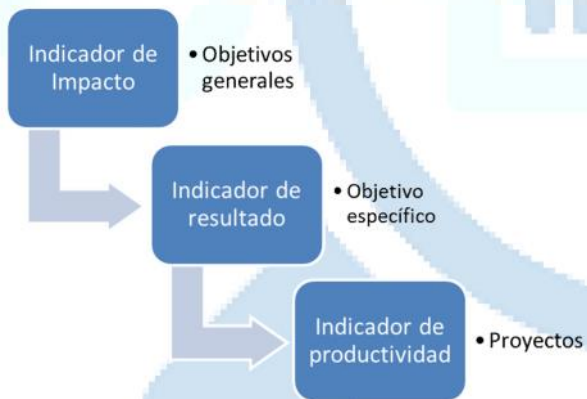 Indicador de
Impacto
• Objetivos
generales
Indicador de
resultado
• Objetivo
específico
Indicador de
productividad
• Proyectos